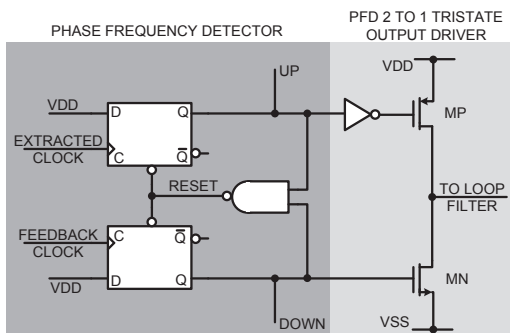 PHASE FREQUENCY DETECTOR
PFD 2 TO 1 TRISTATE
OUTPUT DRIVER
UP
VDD
VDD
D
Q
MP
EXTRACTED
CLOCK
C
Q
RESET
TO LOOP
FILTER
FEEDBACK
CLOCK
C
Q
VDD
D
Q
MN
DOWN
VSS